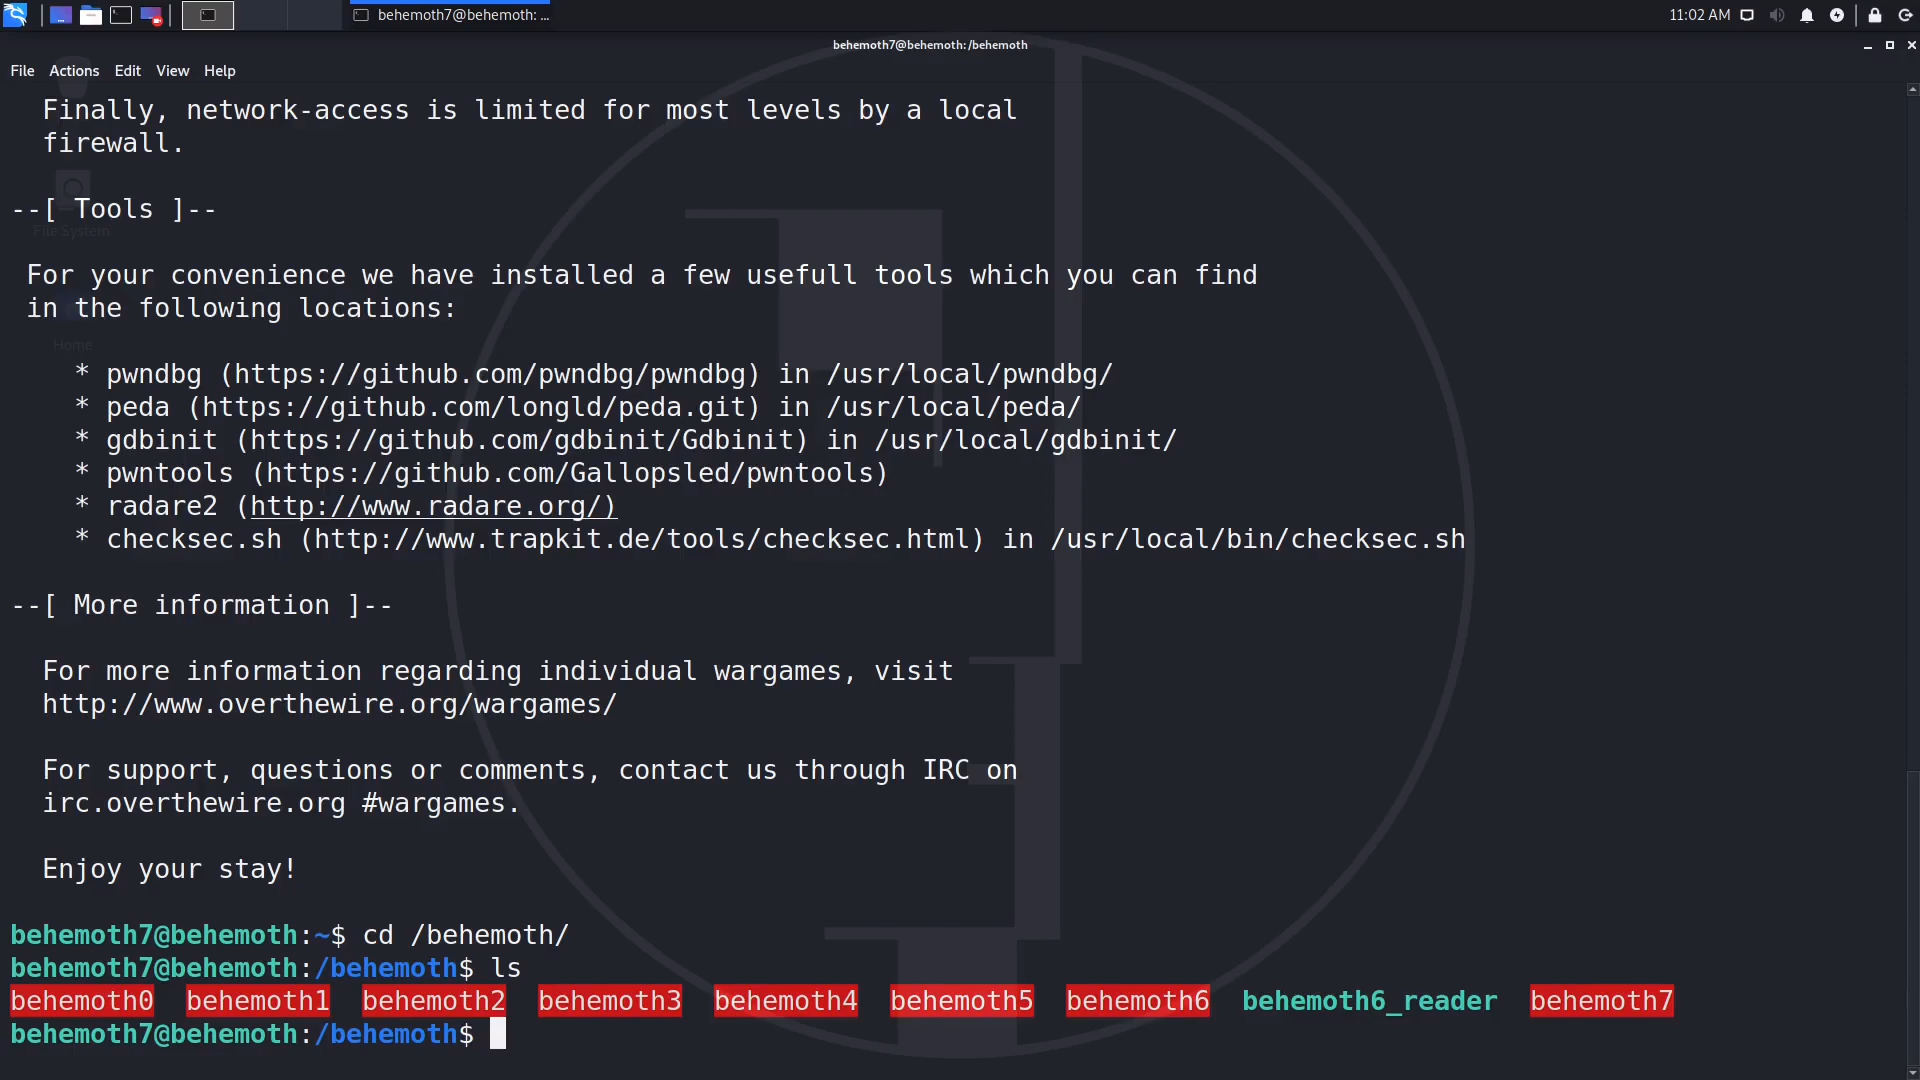 behemoth7@behemoth: ...
11:02 AM
behemoth7@behemoth:/behemoth
File Actions Edit View Help
Finally, network-access is limited for most levels by a local
firewall.
--[ Tools ]--
File System
For your convenience we have installed a few usefull tools which you can find
in the following locations:
Home
* pwndbg (https://github.com/pwndbg/pwndbg) in /usr/local/pwndbg/
* peda (https://github.com/longld/peda.git) in /usr/local/peda/
* gdbinit (https://github.com/gdbinit/Gdbinit) in /usr/local/gdbinit/
* pwntools (https://github.com/Gallopsled/pwntools)
* radare2 (http://www.radare.org/)
* checksec.sh (http://www.trapkit.de/tools/checksec.html) in /usr/local/bin/checksec.sh
--[ More information ]--
For more information regarding individual wargames, visit
http://www.overthewire.org/wargames/
For support, questions or comments, contact us through IRC on
irc.overthewire.org #wargames.
Enjoy your stay!
behemoth7@behemoth:~$ cd /behemoth/
behemoth7@behemoth:/behemoth$ ls
behemoth0 behemoth1 behemoth2 behemoth3 behemoth4 behemoth5 behemoth6 behemoth6_reader behemoth7
behemoth7@behemoth:/behemoth$